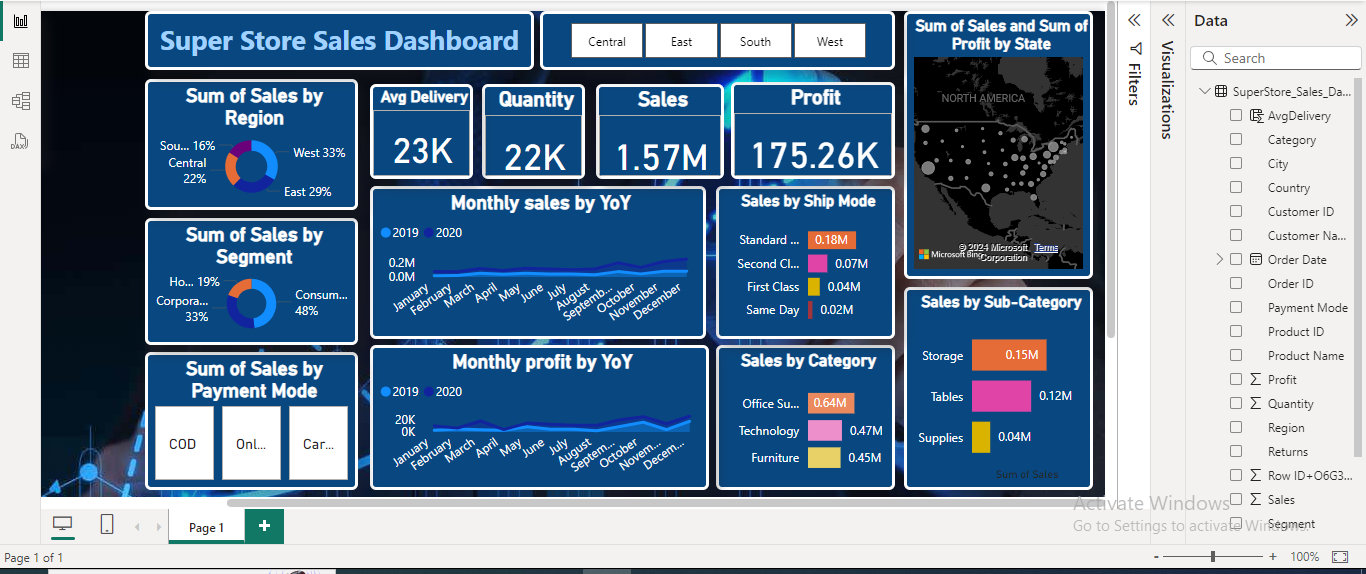 Super Store Sales Dashboard
Central
East
South
West
Sum of Sales by
Region
Sou... 16%
Central
22%
West 33%
East 29%
Avg Delivery
23K
Quantity
22K
Sales
1.57M
Profit
175.26K
Sum of Sales and Sum of
Profit by State
NORTH AMERICA
Microsoft Bing
© 2024 Microsoft Terms
Corporation
Sum of Sales by
Segment
Ho... 19%
Corpora...
33%
Consum...
48%
Monthly sales by YoY
2019
2020
0.2M
0.0M
January
February
March
April
May
June
July
August
Septemb...
October
November
December
Sales by Ship Mode
Standard ...
0.18M
Second Cl...
0.07M
First Class
0.04M
Same Day
0.02M
Sum of Sales by
Payment Mode
COD
Onl...
Car...
Monthly profit by YoY
2019
2020
20K
0K
January
February
March
April
May
June
July
August
Septem...
October
Novem...
Decem...
Sales by Category
Office Su...
0.64M
Technology
0.47M
Furniture
0.45M
Sales by Sub-Category
Storage
0.15M
Tables
0.12M
Supplies
0.04M
Sum of Sales
Filters
Visualizations
Data
Search
SuperStore_Sales_Da...
AvgDelivery
Category
City
Country
Customer ID
Customer Na...
Order Date
Order ID
Payment Mode
Product ID
Product Name
Profit
Quantity
Region
Returns
Row ID+O6G3...
Sales
Segment
Activate Windows
Go to Settings to activate Windows.
DAX
Page 1
+
Page 1 of 1
- + 100%